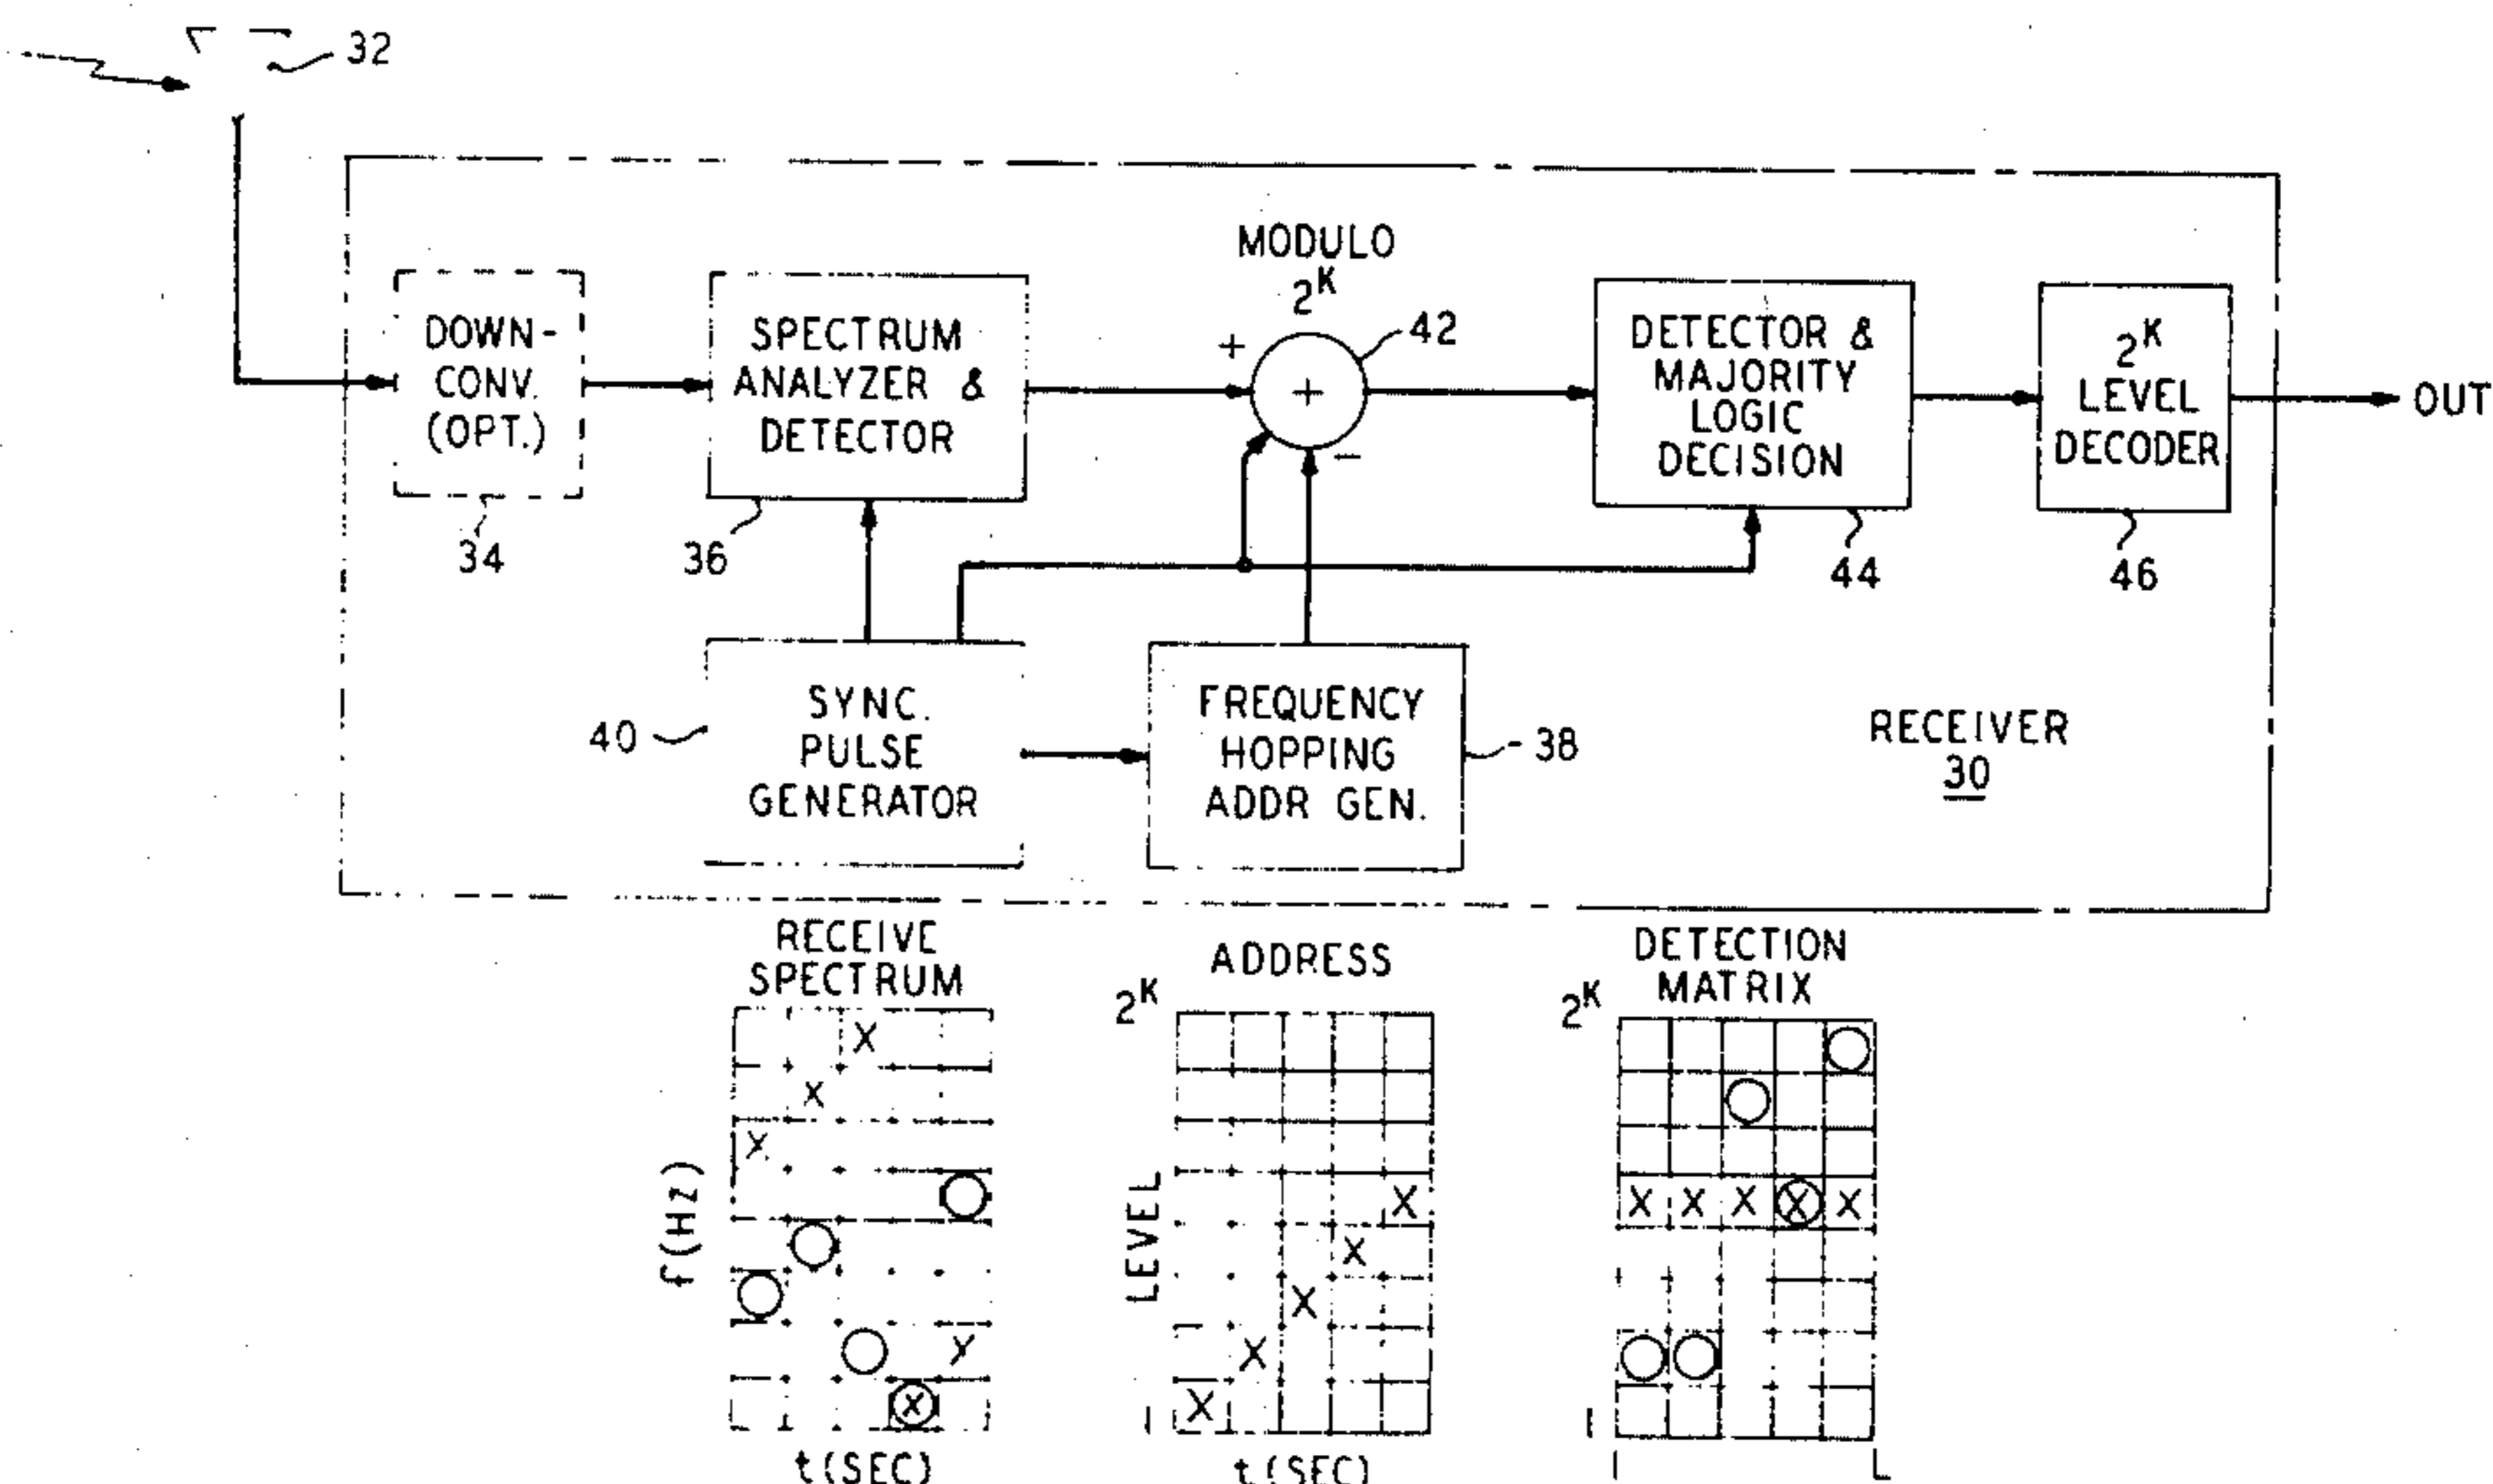 32
MODULO
2^K
DOWN-
CONV.
(OPT.)
34
SPECTRUM
ANALYZER &
DETECTOR
36
+
+
−
42
DETECTOR &
MAJORITY
LOGIC
DECISION
44
2^K
LEVEL
DECODER
46
OUT
SYNC.
PULSE
GENERATOR
40
FREQUENCY
HOPPING
ADDR GEN.
38
RECEIVER
30
RECEIVE
SPECTRUM
f(HZ)
X
X
X
X
X
t(SEC)
ADDRESS
2^K
LEVEL
X
X
X
X
X
1
t(SEC)
DETECTION
MATRIX
2^K
X X X X X
1